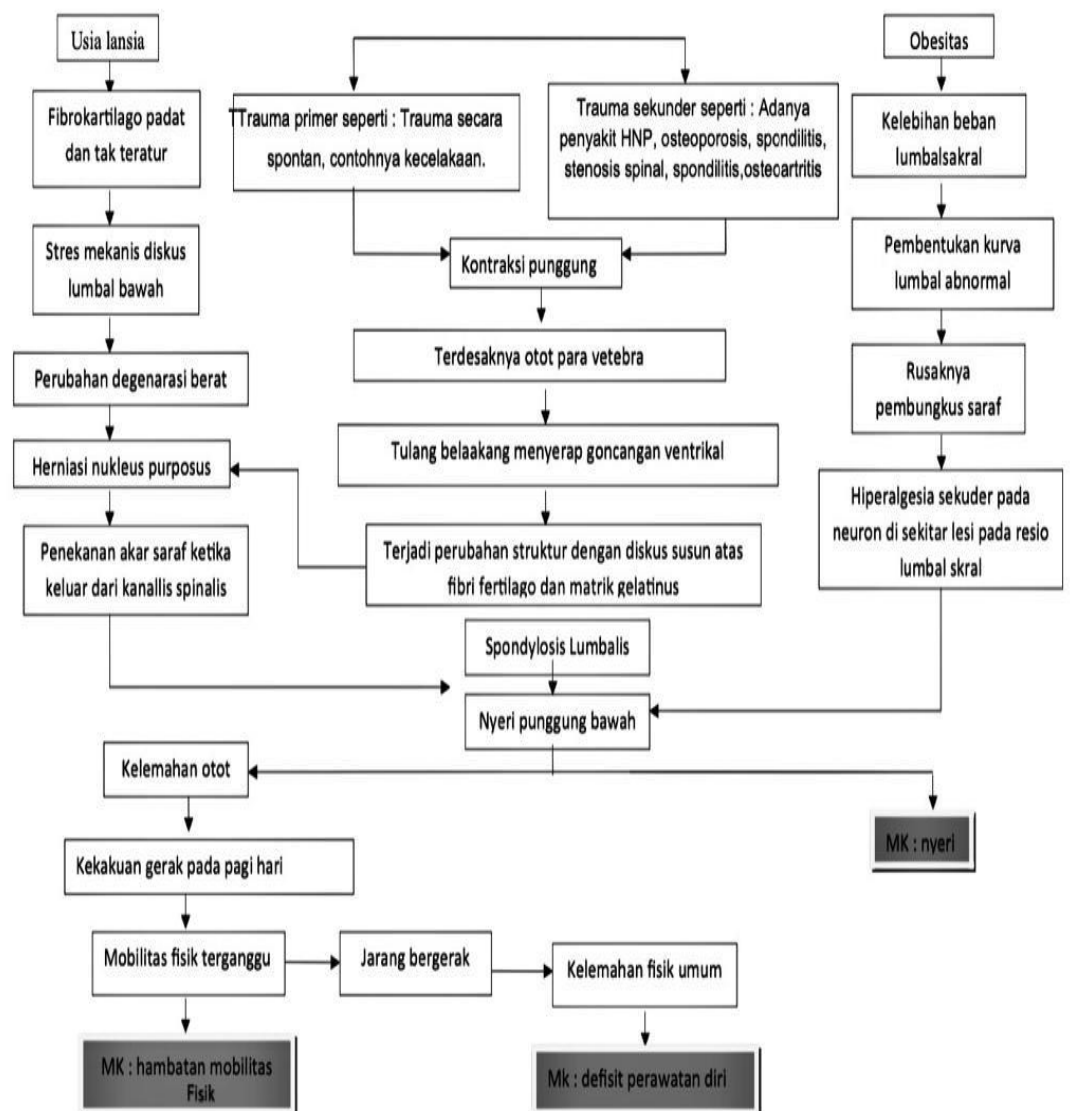 Usia lansia
Fibrokartilago padat
dan tak teratur
Stres mekanis diskus
lumbal bawah
Perubahan degenarasi berat
Herniasi nukleus purposus
Penekanan akar saraf ketika
keluar dari kanallis spinalis
TTrauma primer seperti : Trauma secara
spontan, contohnya kecelakaan.
Trauma sekunder seperti : Adanya
penyakit HNP, osteoporosis, spondilitis,
stenosis spinal, spondilitis,ostecartritis
Kontraksi punggung
Terdesaknya otot para vetebra
Tulang belaakang menyerap goncangan ventrikal
Terjadi perubahan struktur dengan diskus susun atas
fibri fertilago dan matrik gelatinus
Obesitas
Kelebihan beban
lumbalsakral
Pembentukan kurva
lumbal abnormal
Rusaknya
pembungkus saraf
Hiperalgesia sekuder pada
neuron di sekitar lesi pada resio
lumbal skral
Spondylosis Lumbalis
Nyeri punggung bawah
Kelemahan otot
MK : nyeri
Kekakuan gerak pada pagi hari
Mobilitas fisik terganggu
Jarang bergerak
Kelemahan fisik umum
MK : hambatan mobilitas
Fisik
Mk : defisit perawatan diri